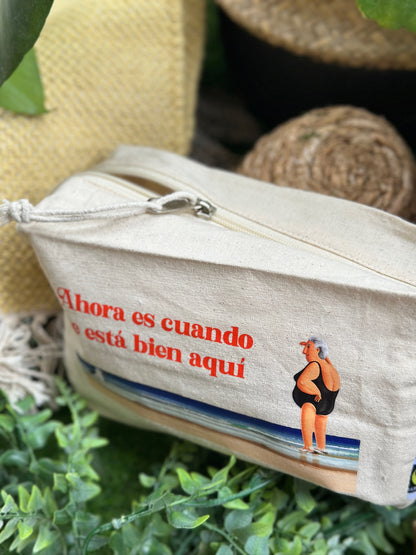 Ahora es cuando
e está bien aquí